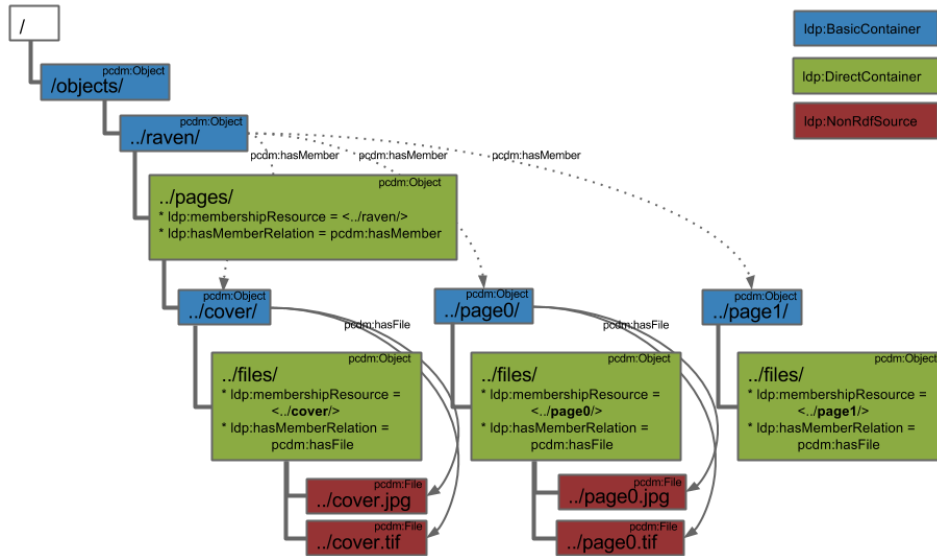 /
ldp:BasicContainer
pcdm:Object
/objects/
ldp:DirectContainer
pcdm:Object
../raven/
ldp:NonRdfSource
pcdm:hasMember
pcdm:hasMember
pcdm:hasMember
pcdm:Object
../pages/
* ldp:membershipResource = <../raven/>
* ldp:hasMemberRelation = pcdm:hasMember
pcdm:Object
../cover/
pcdm:Object
../page0/
pcdm:Object
../page1/
pcdm:hasFile
pcdm:hasFile
pcdm:Object
../files/
* ldp:membershipResource =
<../cover/>
* ldp:hasMemberRelation =
pcdm:hasFile
pcdm:Object
../files/
* ldp:membershipResource =
<../page0/>
* ldp:hasMemberRelation =
pcdm:hasFile
pcdm:Object
../files/
* ldp:membershipResource =
<../page1/>
* ldp:hasMemberRelation =
pcdm:hasFile
pcdm:File
../cover.jpg
pcdm:File
../cover.tif
pcdm:File
../page0.jpg
pcdm:File
../page0.tif